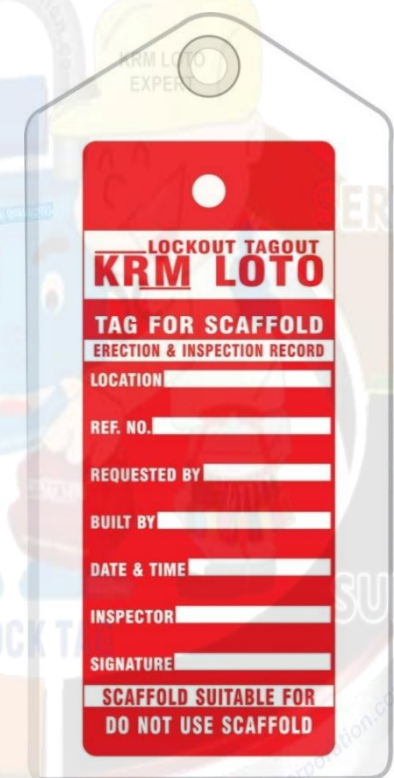 KRM LOTO
EXPERT
LOCKOUT TAGOUT
KRM LOTO
TAG FOR SCAFFOLD
ERECTION & INSPECTION RECORD
LOCATION
REF. NO.
REQUESTED BY
BUILT BY
DATE & TIME
INSPECTOR
SIGNATURE
SCAFFOLD SUITABLE FOR
DO NOT USE SCAFFOLD